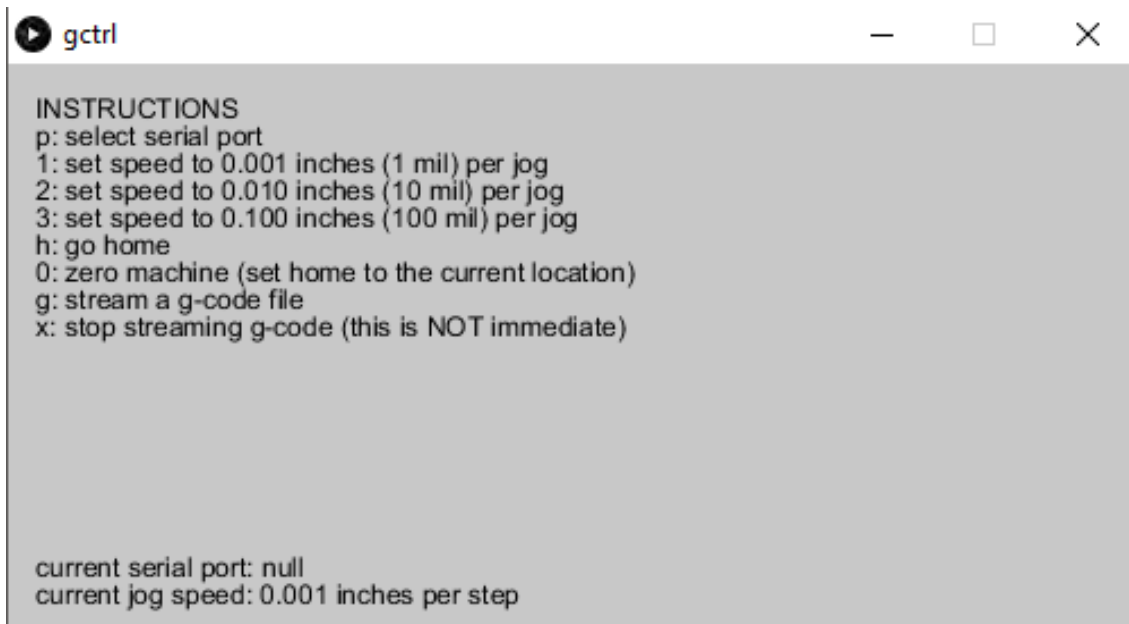 gctrl
INSTRUCTIONS
p: select serial port
1: set speed to 0.001 inches (1 mil) per jog
2: set speed to 0.010 inches (10 mil) per jog
3: set speed to 0.100 inches (100 mil) per jog
h: go home
0: zero machine (set home to the current location)
g: stream a g-code file
x: stop streaming g-code (this is NOT immediate)
current serial port: null
current jog speed: 0.001 inches per step